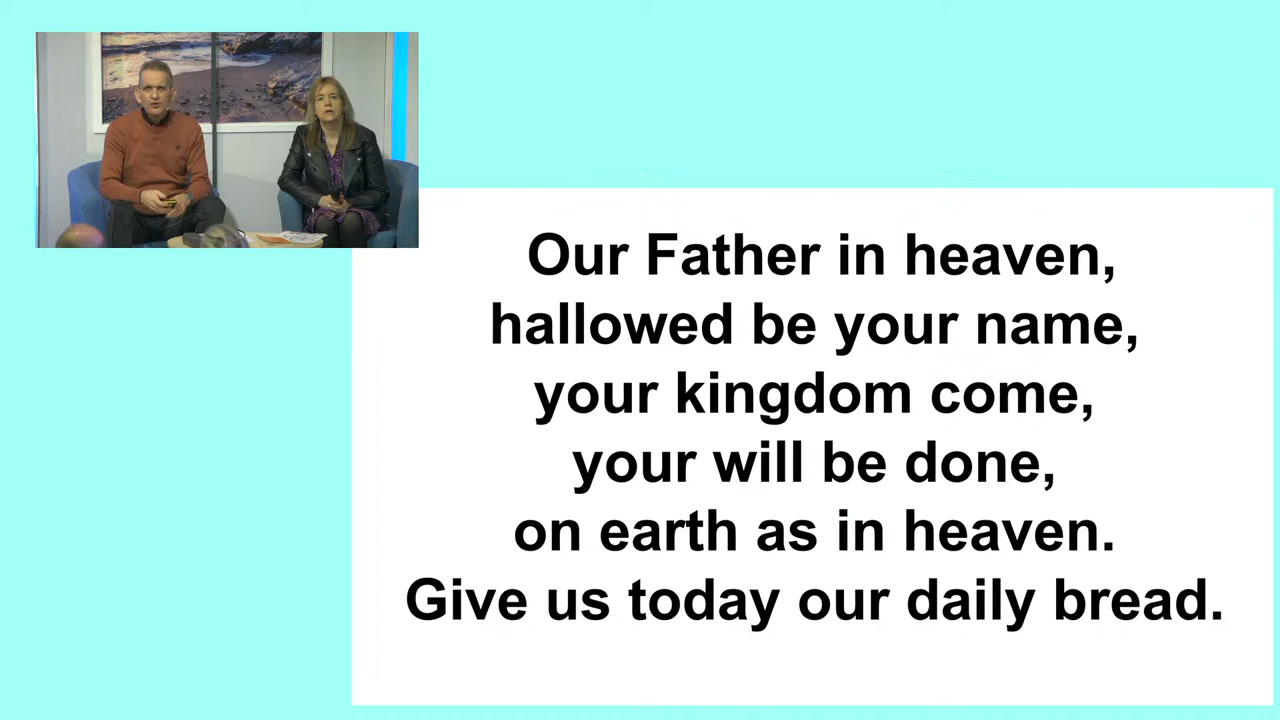 Our Father in heaven,
hallowed be your name,
your kingdom come,
your will be done,
on earth as in heaven.
Give us today our daily bread.